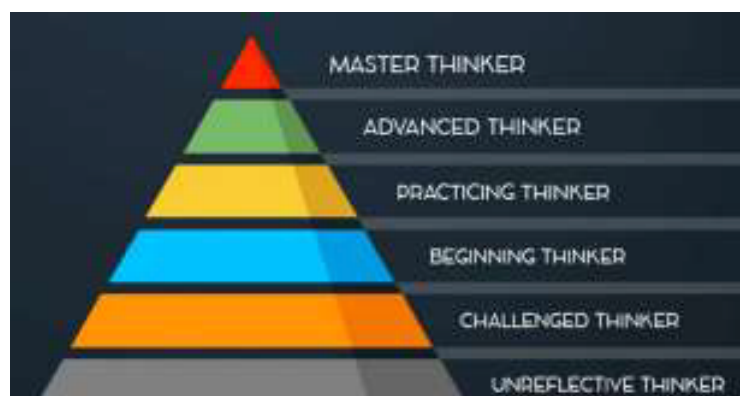 MASTER THINKER
ADVANCED THINKER
PRACTICING THINKER
BEGINNING THINKER
CHALLENGED THINKER
UNREFLECTIVE THINKER